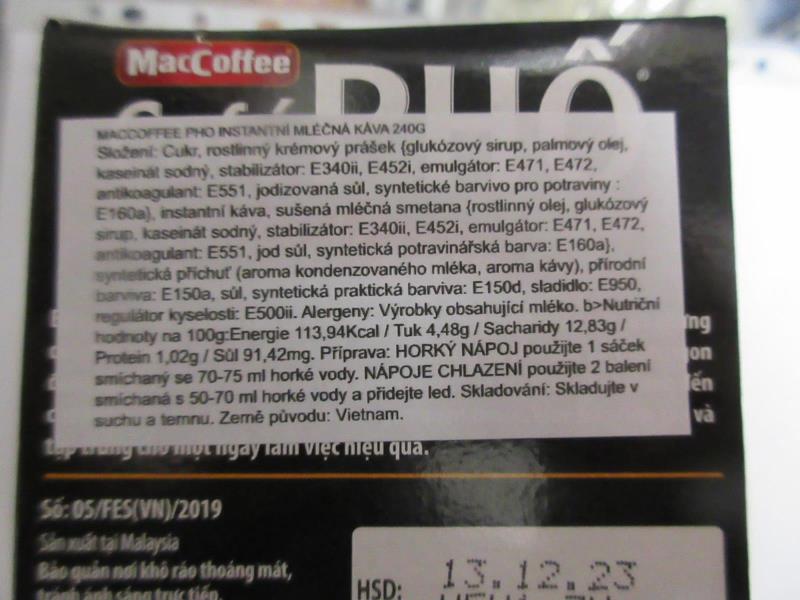 MacCoffee
Café PHỐ
MACCOFFEE PHO INSTANTNÍ MLÉČNÁ KÁVA 240G
Složení: Cukr, rostlinný krémový prášek {glukózový sirup, palmový olej,
kaseinát sodný, stabilizátor: E340ii, E452i, emulgátor: E471, E472,
antikoagulant: E551, jodizovaná sůl, syntetické barvivo pro potraviny :
E160a}, instantní káva, sušená mléčná smetana {rostlinný olej, glukózový
sirup, kaseinát sodný, stabilizátor: E340ii, E452i, emulgátor: E471, E472,
antikoagulant: E551, jod sůl, syntetická potravinářská barva: E160a},
syntetická příchuť (aroma kondenzovaného mléka, aroma kávy), přírodní
barviva: E150a, sůl, syntetická praktická barviva: E150d, sladidlo: E950,
regulátor kyselosti: E500ii. Alergeny: Výrobky obsahující mléko. b>Nutriční
hodnoty na 100g:Energie 113,94Kcal / Tuk 4,48g / Sacharidy 12,83g /
Protein 1,02g / Sůl 91,42mg. Příprava: HORKÝ NÁPOJ použijte 1 sáček
smíchaný se 70-75 ml horké vody. NÁPOJE CHLAZENÍ použijte 2 balení
smíchaná s 50-70 ml horké vody a přidejte led. Skladování: Skladujte v
suchu a temnu. Země původu: Vietnam.
và
tập trung cho một ngày làm việc hiệu quả.
Số: 05/FES(VN)/2019
Sản xuất tại Malaysia
Bảo quản nơi khô ráo thoáng mát,
tránh ánh sáng trực tiếp.
HSD: 13.12.23